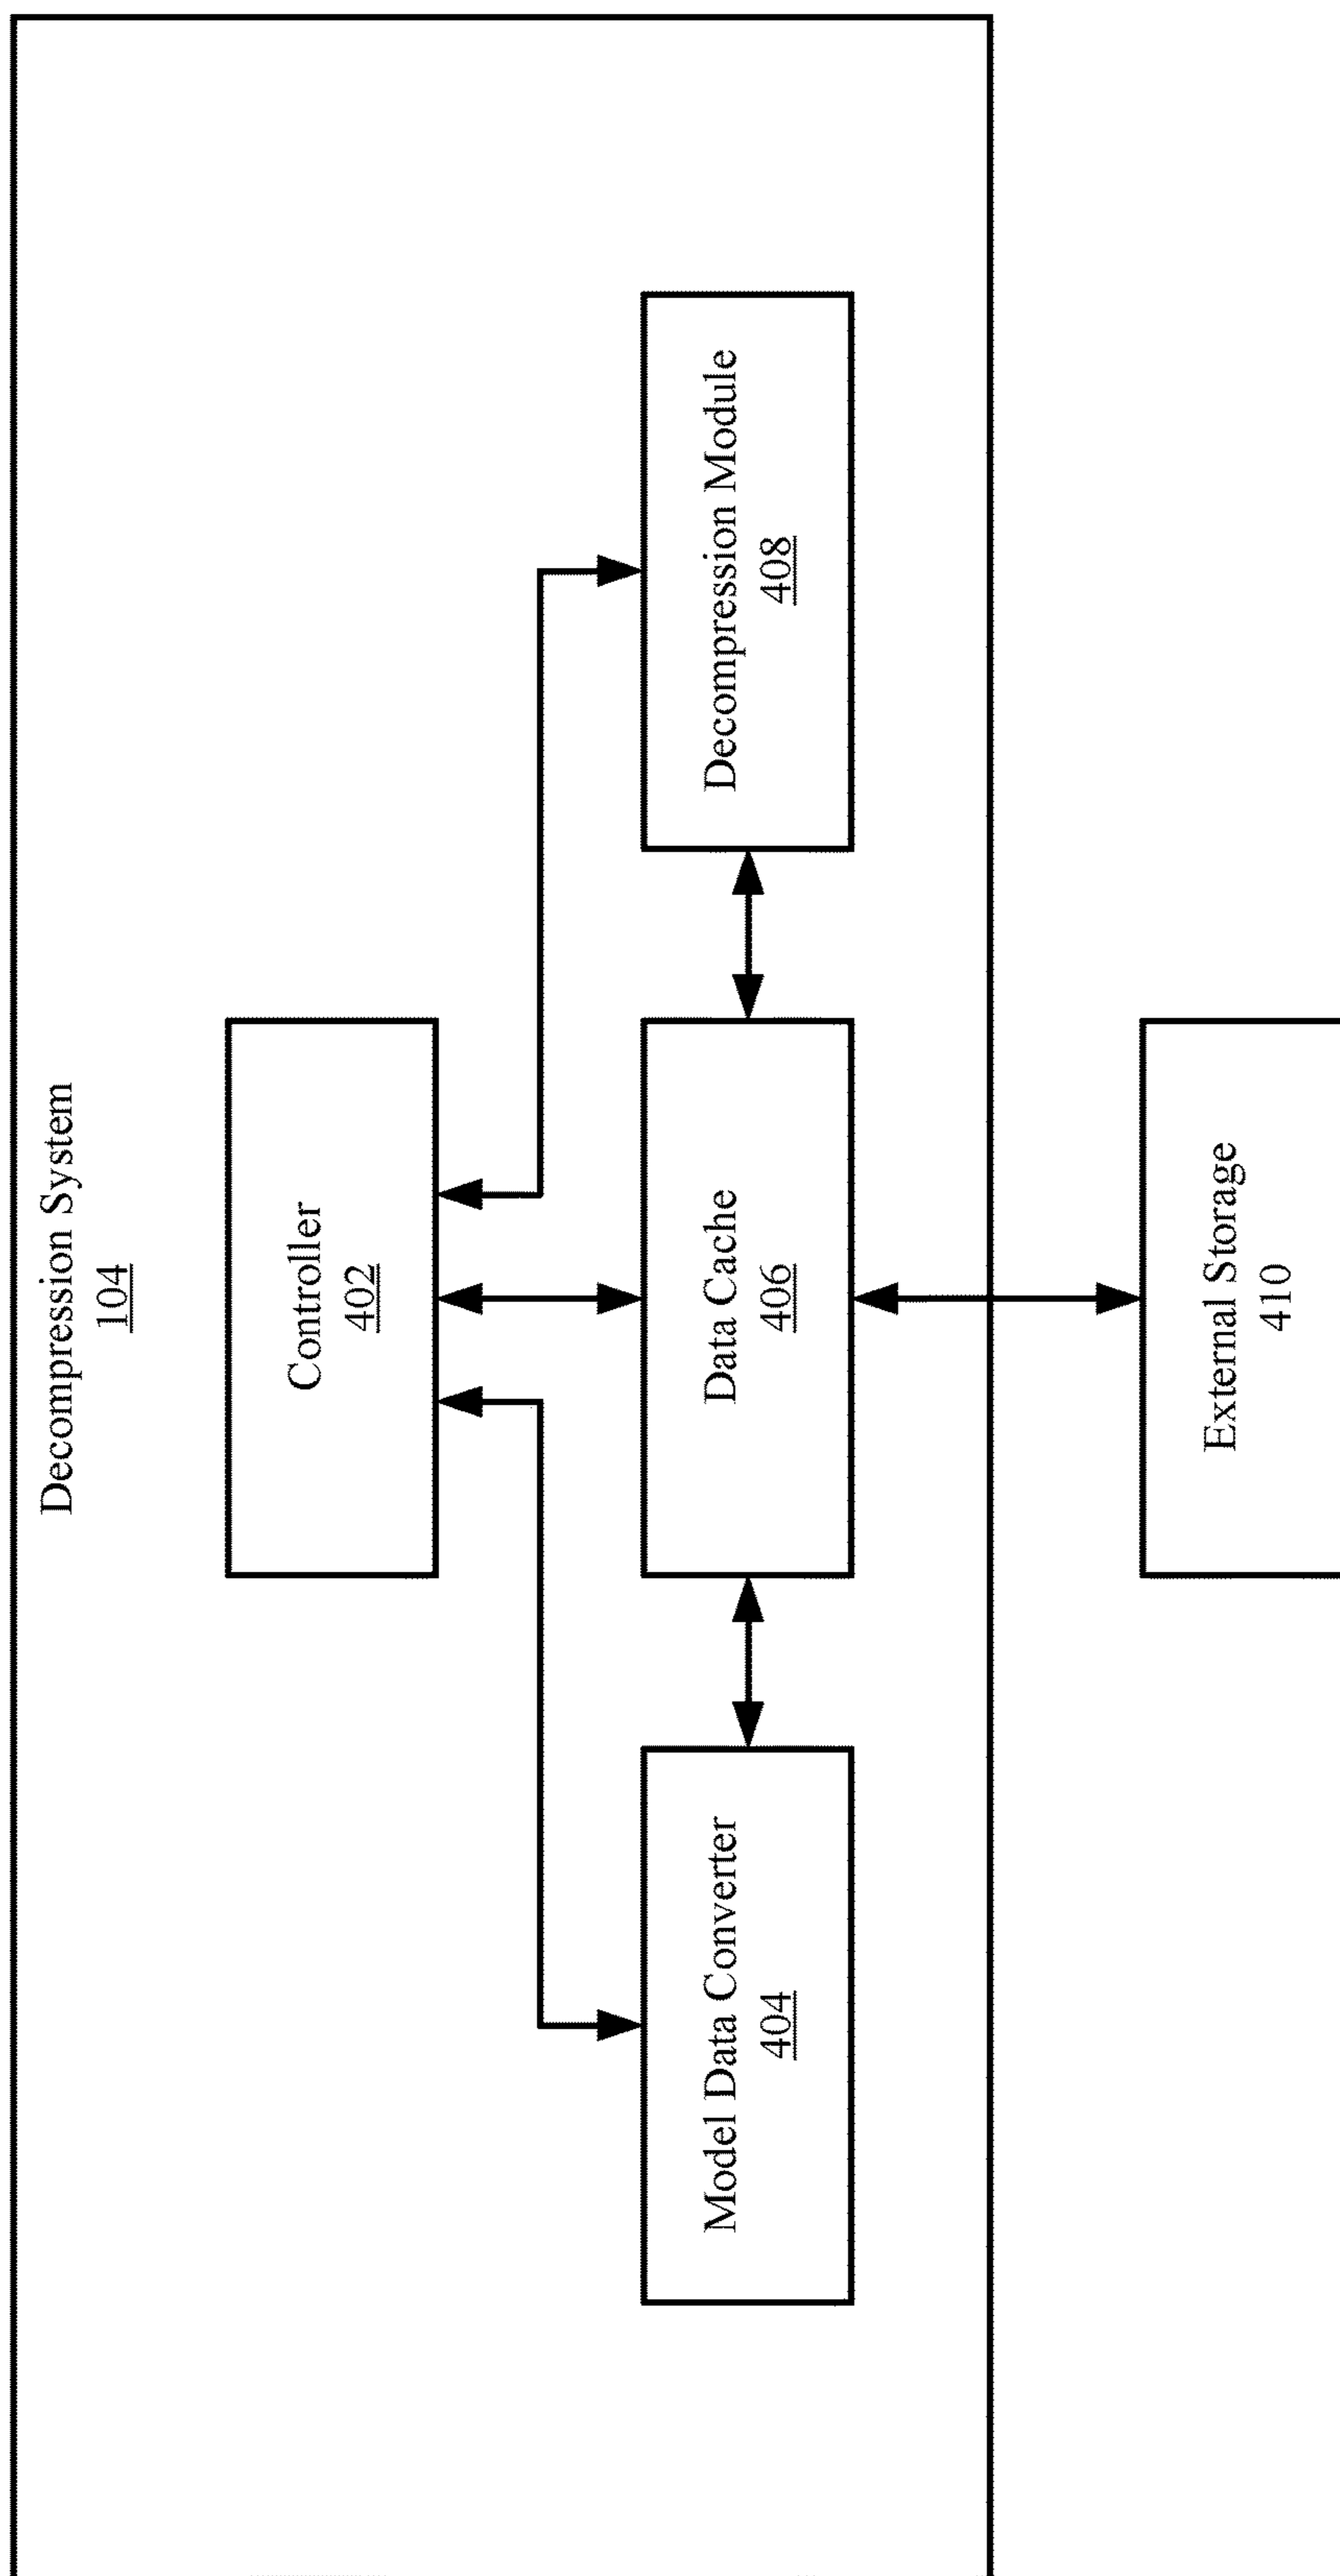 Decompression System
104
Controller
402
Model Data Converter
404
Data Cache
406
Decompression Module
408
External Storage
410